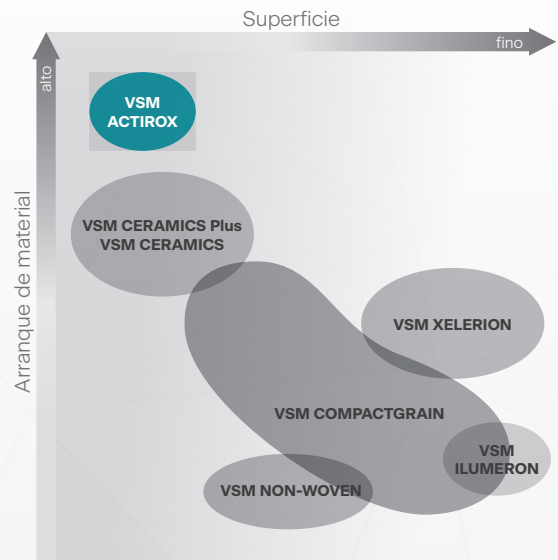 Superficie
fino
alto
Arranque de material
VSM
ACTIROX
VSM CERAMICS Plus
VSM CERAMICS
VSM XELERION
VSM COMPACTGRAIN
VSM
ILUMERON
VSM NON-WOVEN